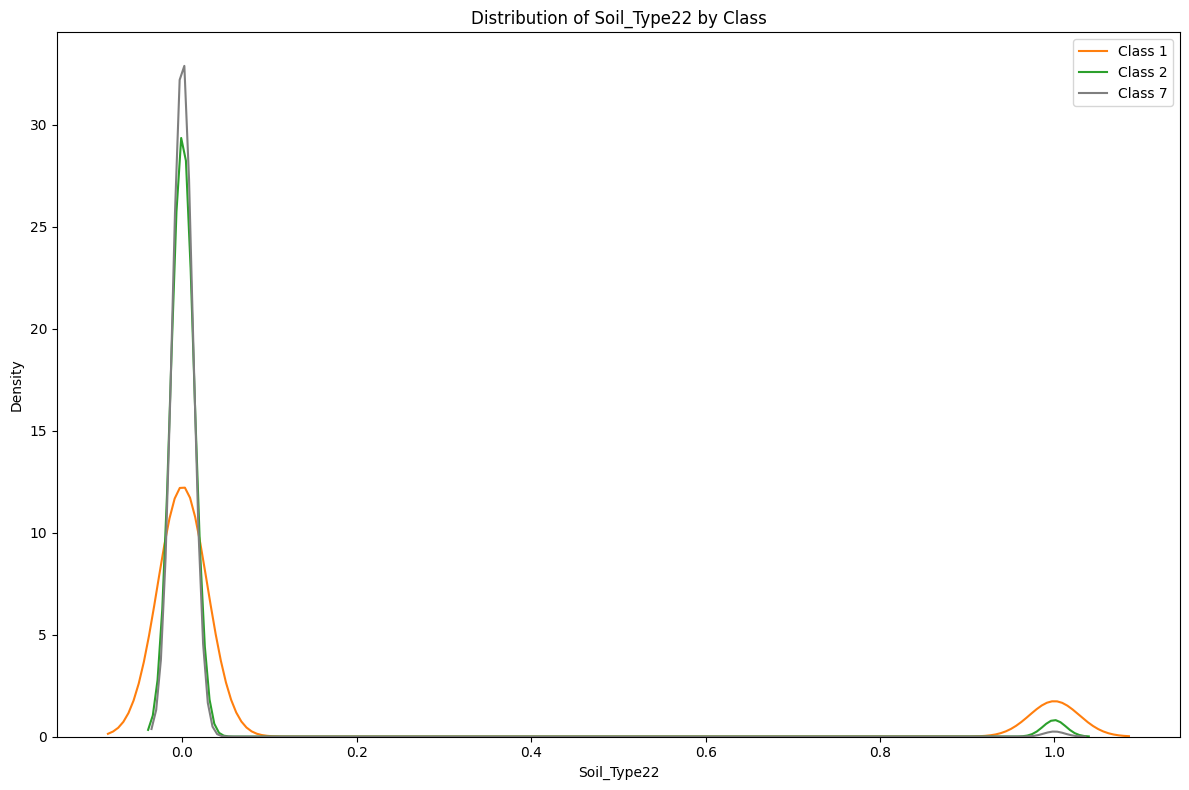 Distribution of Soil_Type22 by Class
Class 1
Class 2
Class 7
Density
30
25
20
15
10
5
0
0.0 0.2 0.4 0.6 0.8 1.0
Soil_Type22